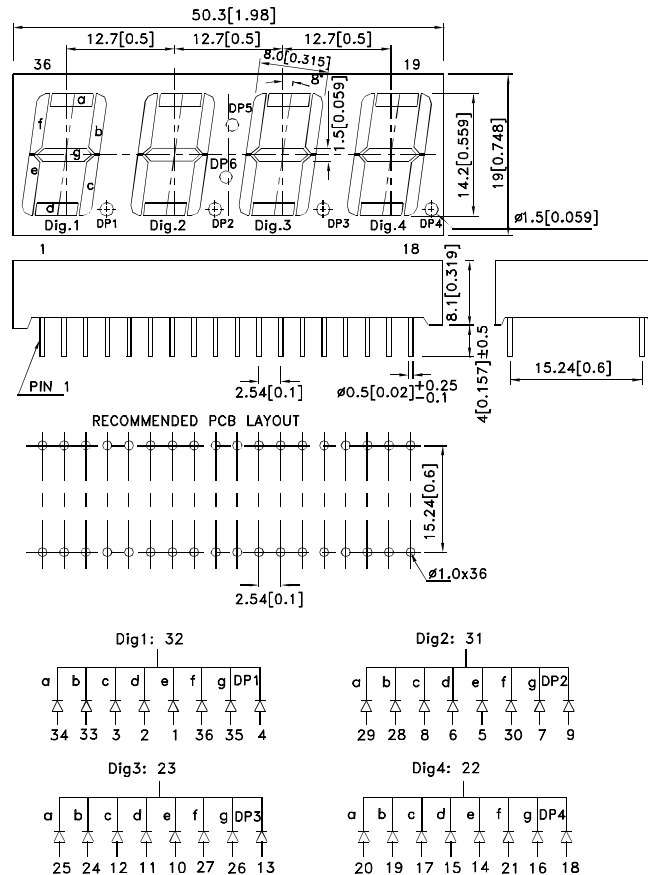 50.3[1.98]
12.7[0.5] 12.7[0.5] 12.7[0.5]
8.0[0.315]
36 19
8°
a
f b
g
e c
d
DP5
DP6
1.5[0.059]
14.2[0.559]
19[0.748]
Dig.1 DP1 Dig.2 DP2 Dig.3 DP3 Dig.4 DP4
ø1.5[0.059]
1 18
8.1[0.319]
4[0.157]±0.5
PIN 1
2.54[0.1]
ø0.5[0.02]+0.25
-0.1
15.24[0.6]
RECOMMENDED PCB LAYOUT
15.24[0.6]
ø1.0x36
2.54[0.1]
Dig1: 32
a b c d e f g DP1
34 33 3 2 1 36 35 4
Dig2: 31
a b c d e f g DP2
29 28 8 6 5 30 7 9
Dig3: 23
a b c d e f g DP3
25 24 12 11 10 27 26 13
Dig4: 22
a b c d e f g DP4
20 19 17 15 14 21 16 18